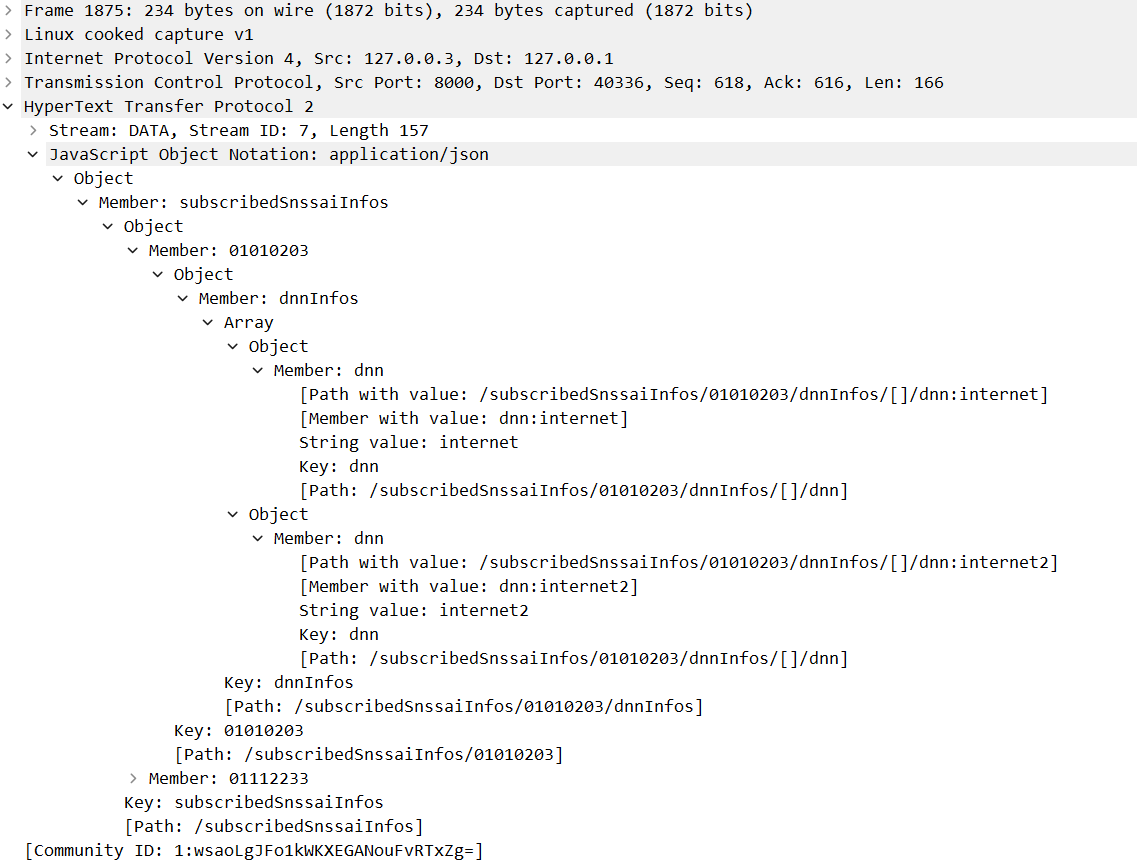 Frame 1875: 234 bytes on wire (1872 bits), 234 bytes captured (1872 bits)
Linux cooked capture v1
Internet Protocol Version 4, Src: 127.0.0.3, Dst: 127.0.0.1
Transmission Control Protocol, Src Port: 8000, Dst Port: 40336, Seq: 618, Ack: 616, Len: 166
HyperText Transfer Protocol 2
Stream: DATA, Stream ID: 7, Length 157
JavaScript Object Notation: application/json
Object
Member: subscribedSnssaiInfos
Object
Member: 01010203
Object
Member: dnnInfos
Array
Object
Member: dnn
[Path with value: /subscribedSnssaiInfos/01010203/dnnInfos/[]/dnn:internet]
[Member with value: dnn:internet]
String value: internet
Key: dnn
[Path: /subscribedSnssaiInfos/01010203/dnnInfos/[]/dnn]
Object
Member: dnn
[Path with value: /subscribedSnssaiInfos/01010203/dnnInfos/[]/dnn:internet2]
[Member with value: dnn:internet2]
String value: internet2
Key: dnn
[Path: /subscribedSnssaiInfos/01010203/dnnInfos/[]/dnn]
Key: dnnInfos
[Path: /subscribedSnssaiInfos/01010203/dnnInfos]
Key: 01010203
[Path: /subscribedSnssaiInfos/01010203]
Member: 01112233
Key: subscribedSnssaiInfos
[Path: /subscribedSnssaiInfos]
[Community ID: 1:wsaoLgJFo1kWKXEGANouFvRTxZg=]